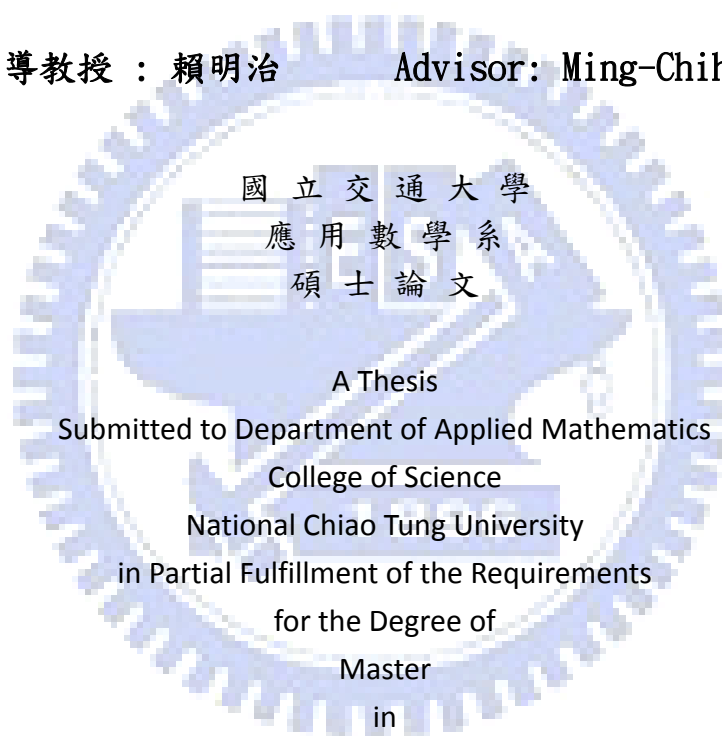 導教授 : 賴明治 Advisor: Ming-Chih
國 立 交 通 大 學
應 用 數 學 系
碩 士 論 文
A Thesis
Submitted to Department of Applied Mathematics
College of Science
National Chiao Tung University
in Partial Fulfillment of the Requirements
for the Degree of
Master
in